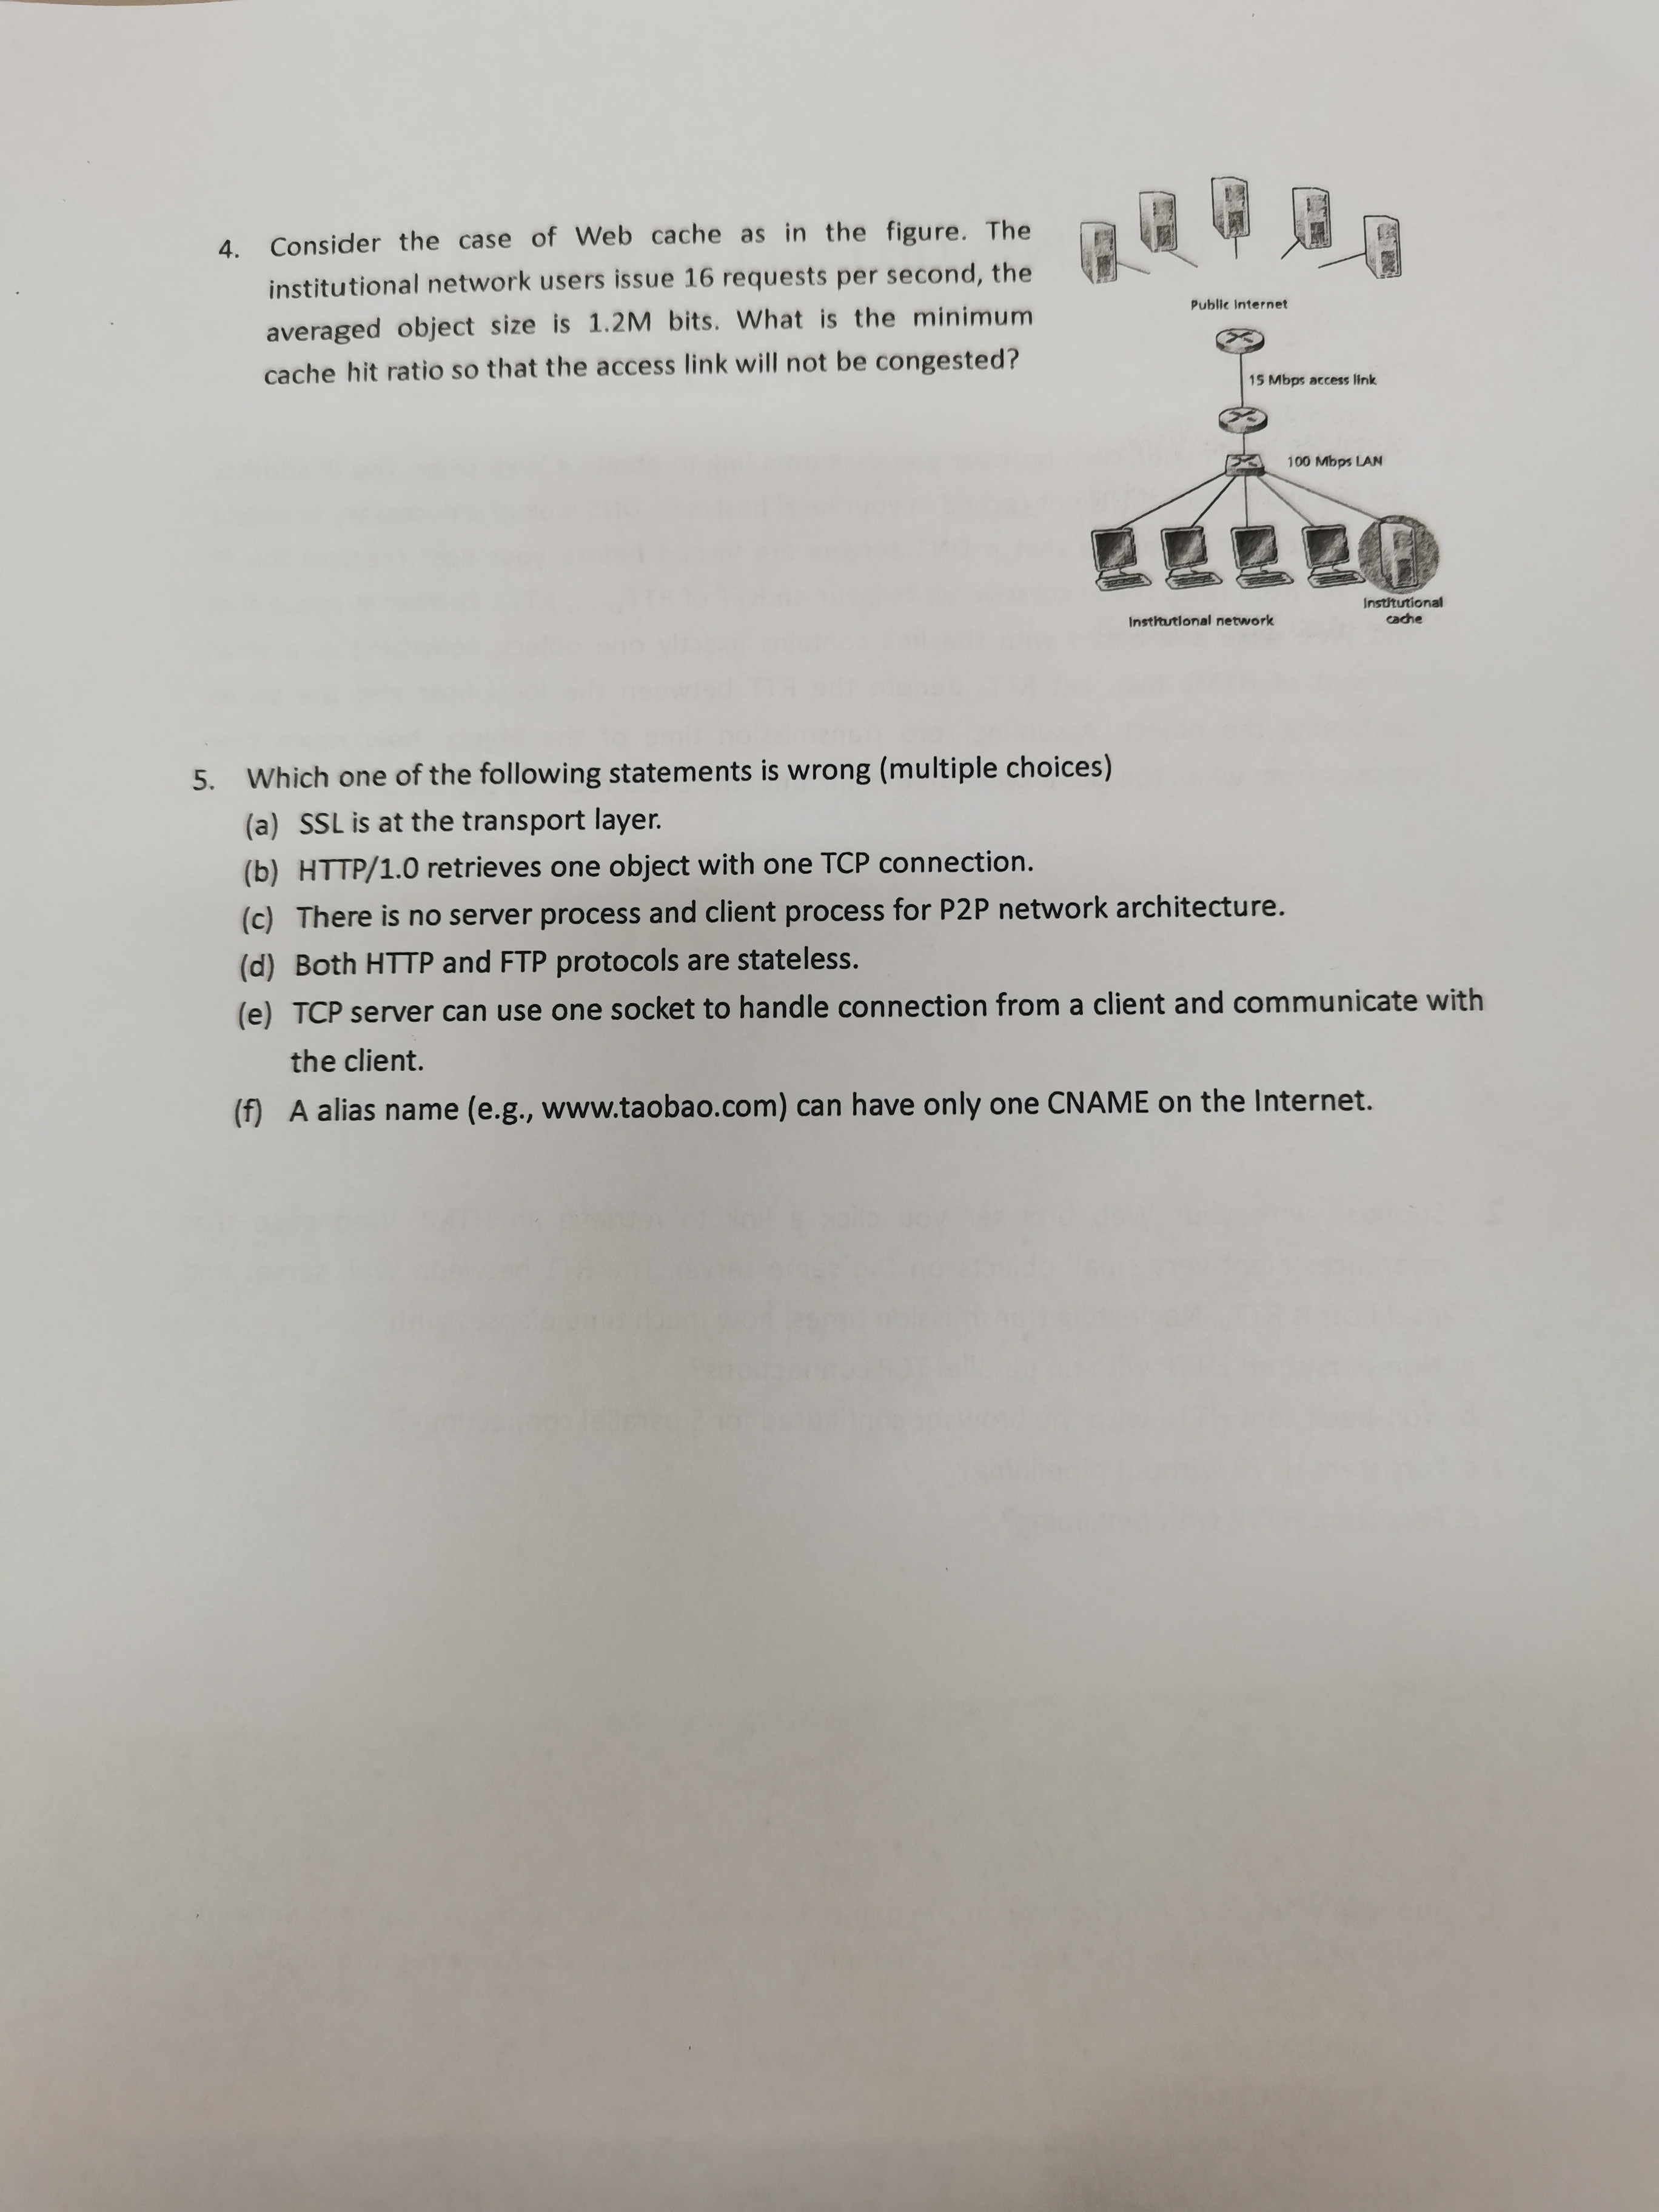 4. Consider the case of Web cache as in the figure. The
institutional network users issue 16 requests per second, the
averaged object size is 1.2M bits. What is the minimum
cache hit ratio so that the access link will not be congested?
Public Internet
15 Mbps access link
100 Mbps LAN
Institutional network
Institutional
cache
5. Which one of the following statements is wrong (multiple choices)
(a) SSL is at the transport layer.
(b) HTTP/1.0 retrieves one object with one TCP connection.
(c) There is no server process and client process for P2P network architecture.
(d) Both HTTP and FTP protocols are stateless.
(e) TCP server can use one socket to handle connection from a client and communicate with
the client.
(f) A alias name (e.g., www.taobao.com) can have only one CNAME on the Internet.